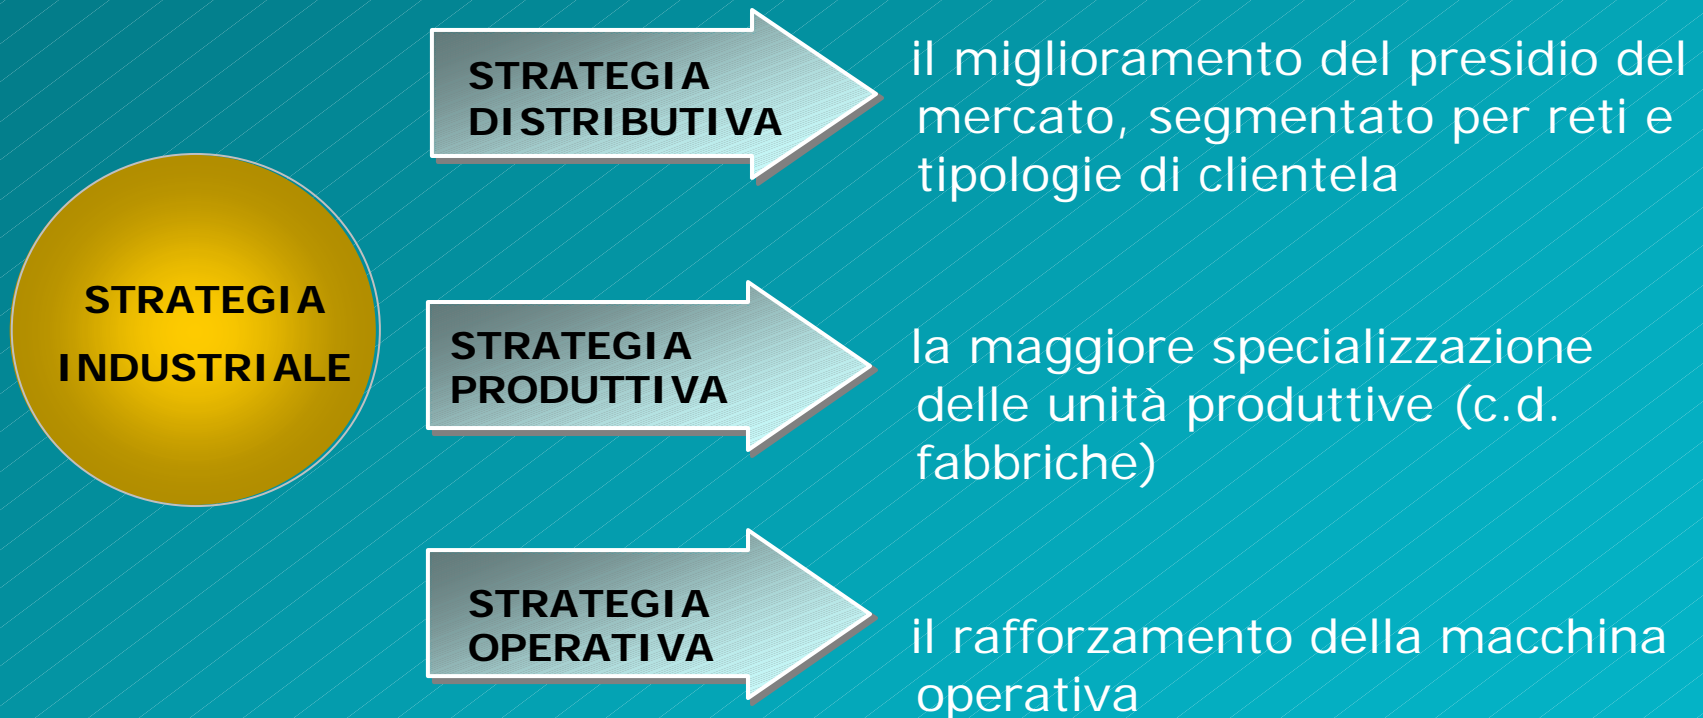 STRATEGIA
INDUSTRIALE
STRATEGIA
DISTRIBUTIVA
il miglioramento del presidio del
mercato, segmentato per reti e
tipologie di clientela
STRATEGIA
PRODUTTIVA
la maggiore specializzazione
delle unità produttive (c.d.
fabbriche)
STRATEGIA
OPERATIVA
il rafforzamento della macchina
operativa